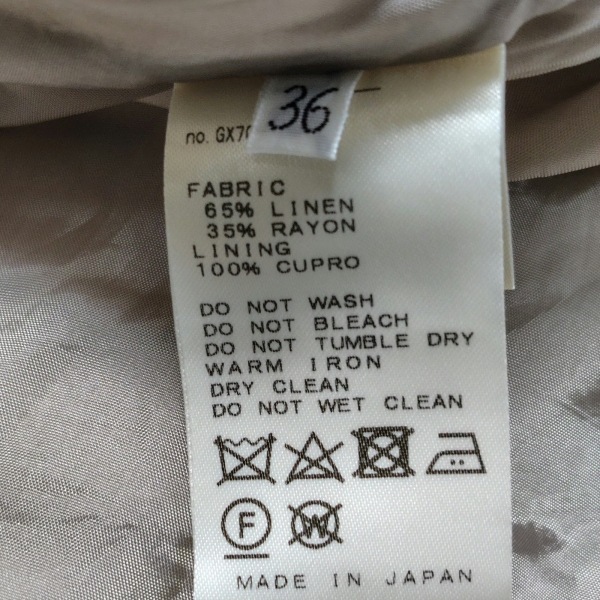 36
no. GX70
FABRIC
65% LINEN
35% RAYON
LINING
100% CUPRO
DO NOT WASH
DO NOT BLEACH
DO NOT TUMBLE DRY
WARM IRON
DRY CLEAN
DO NOT WET CLEAN
F W
MADE IN JAPAN